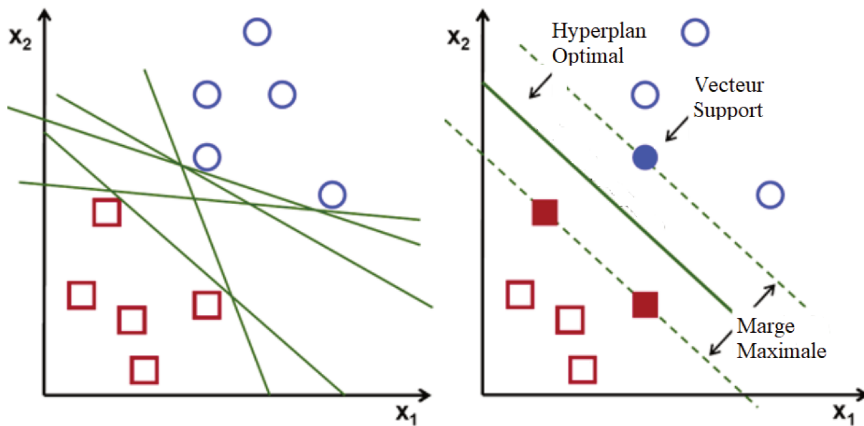 x₂
x₁
x₂
Hyperplan
Optimal
Vecteur
Support
Marge
Maximale
x₁